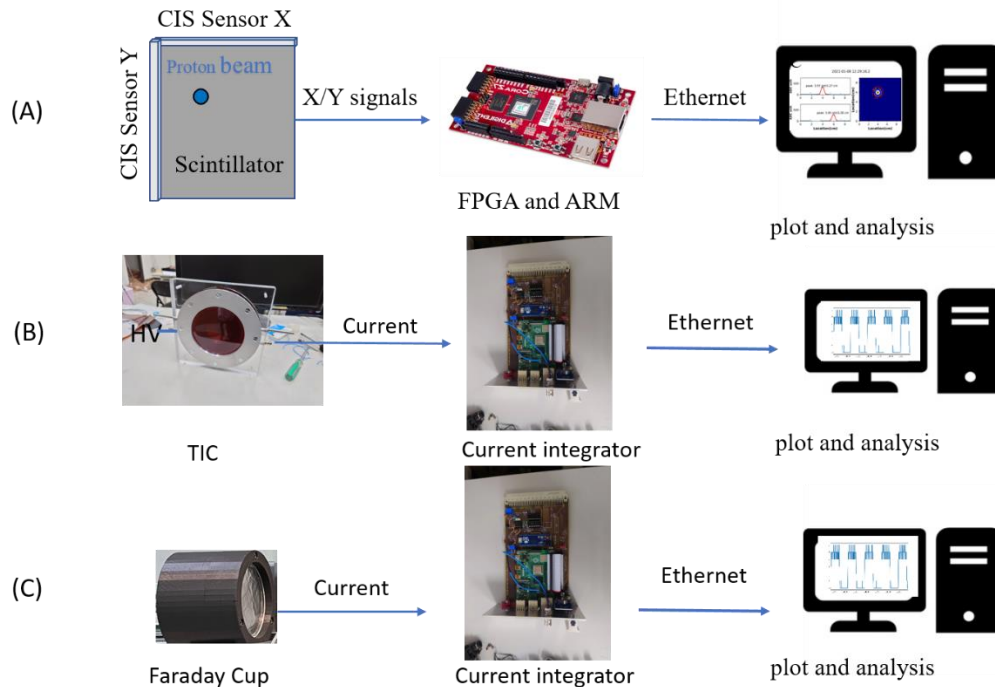 CIS Sensor X
CIS Sensor Y
Proton beam
Scintillator
(A)
X/Y signals
FPGA and ARM
Ethernet
plot and analysis
(B)
HV
TIC
Current
Current integrator
Ethernet
plot and analysis
(C)
Faraday Cup
Current
Current integrator
Ethernet
plot and analysis